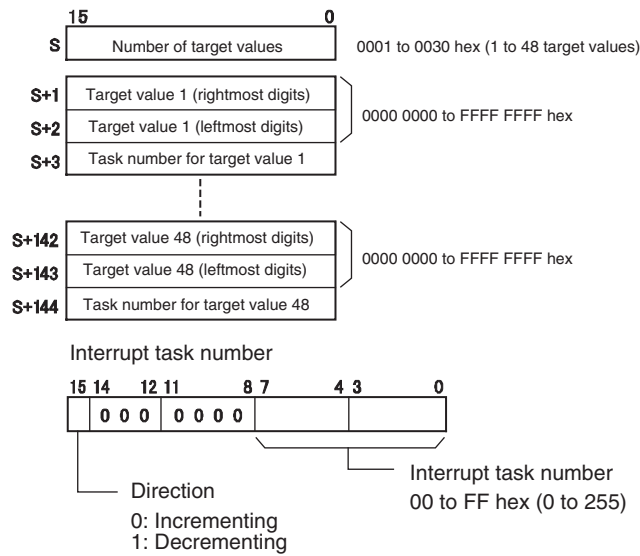 15 0
S Number of target values 0001 to 0030 hex (1 to 48 target values)
S+1 Target value 1 (rightmost digits)
0000 0000 to FFFF FFFF hex
S+2 Target value 1 (leftmost digits)
S+3 Task number for target value 1
S+142 Target value 48 (rightmost digits)
0000 0000 to FFFF FFFF hex
S+143 Target value 48 (leftmost digits)
S+144 Task number for target value 48
Interrupt task number
15 14 12 11 8 7 4 3 0
0 0 0 0 0 0 0
Interrupt task number
00 to FF hex (0 to 255)
Direction
0: Incrementing
1: Decrementing